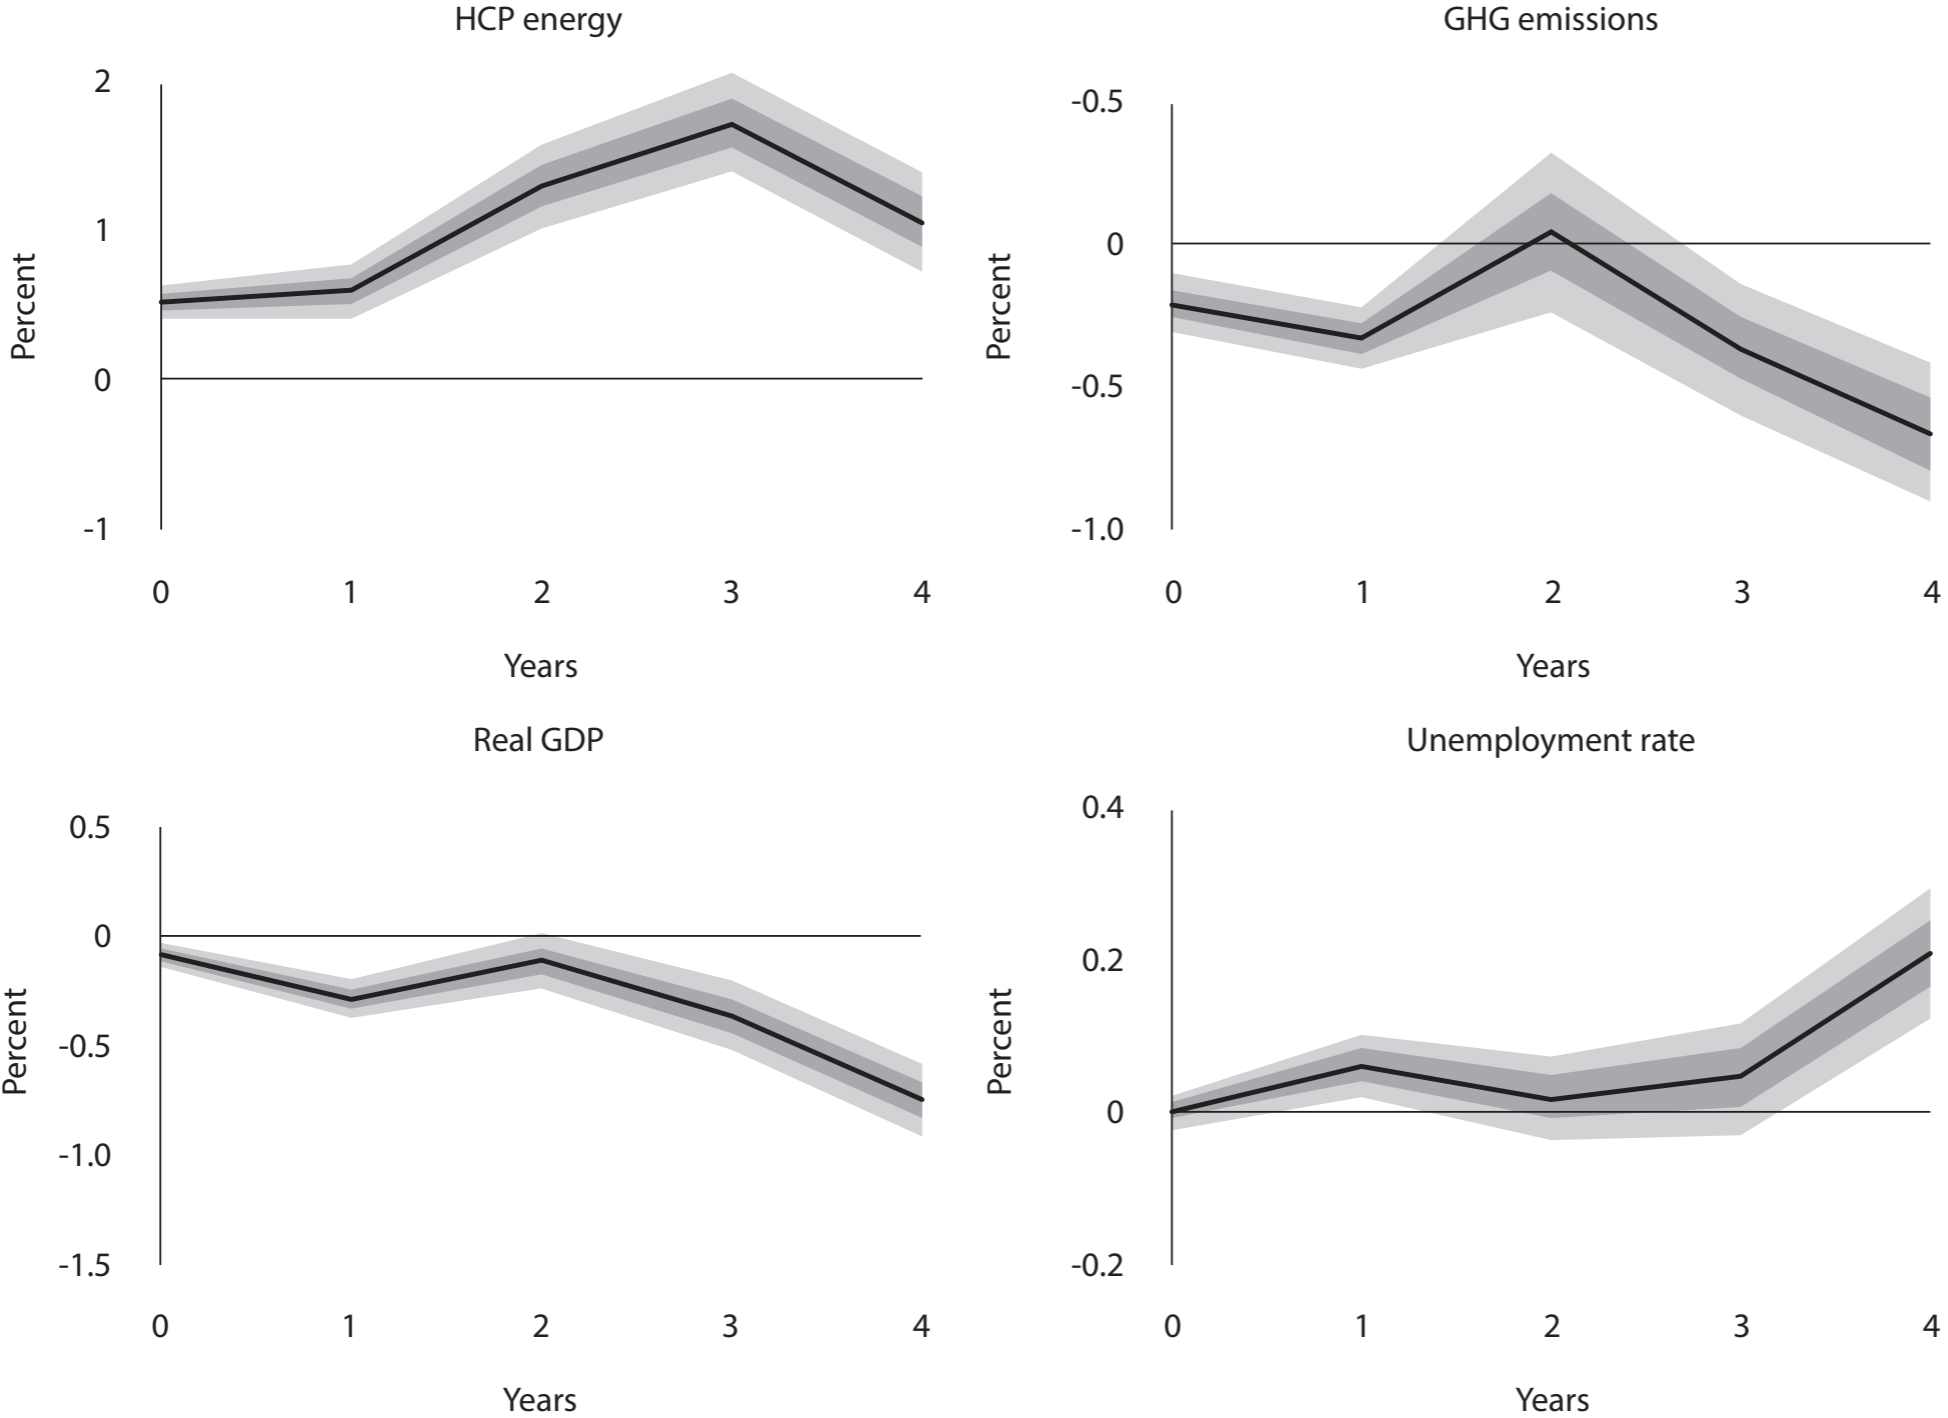 HCP energy
2
1
0
-1
Percent
0 1 2 3 4
Years
GHG emissions
-0.5
0
-0.5
-1.0
Percent
0 1 2 3 4
Years
Real GDP
0.5
0
-0.5
-1.0
-1.5
Percent
0 1 2 3 4
Years
Unemployment rate
0.4
0.2
0
-0.2
Percent
0 1 2 3 4
Years